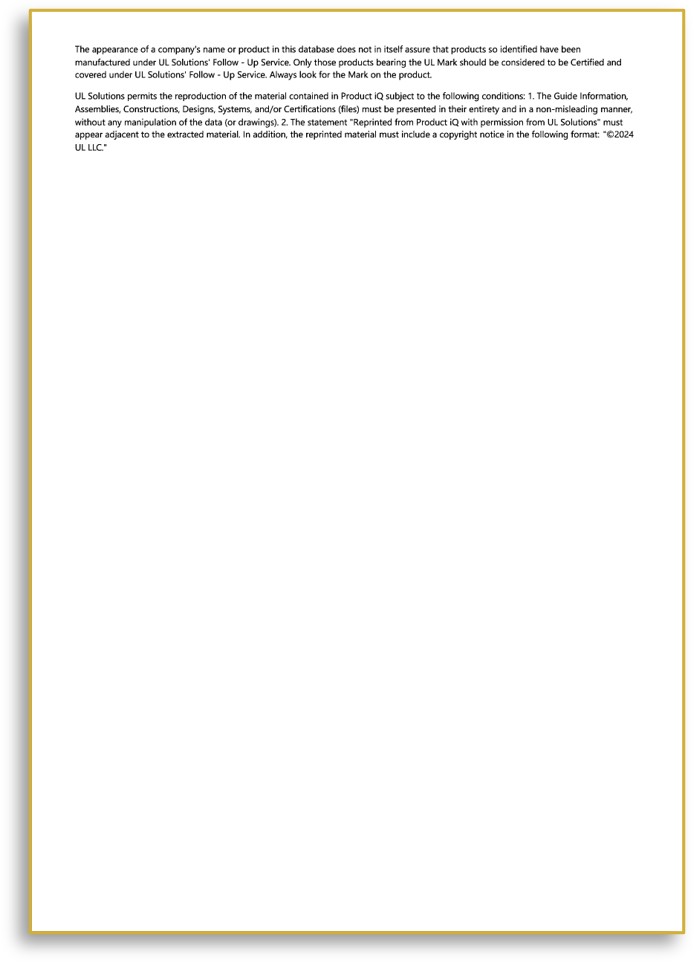 The appearance of a company's name or product in this database does not in itself assure that products so identified have been
manufactured under UL Solutions' Follow - Up Service. Only those products bearing the UL Mark should be considered to be Certified and
covered under UL Solutions' Follow - Up Service. Always look for the Mark on the product.
UL Solutions permits the reproduction of the material contained in Product iQ subject to the following conditions: 1. The Guide Information,
Assemblies, Constructions, Designs, Systems, and/or Certifications (files) must be presented in their entirety and in a non-misleading manner,
without any manipulation of the data (or drawings). 2. The statement "Reprinted from Product iQ with permission from UL Solutions" must
appear adjacent to the extracted material. In addition, the reprinted material must include a copyright notice in the following format: "©2024
UL LLC."